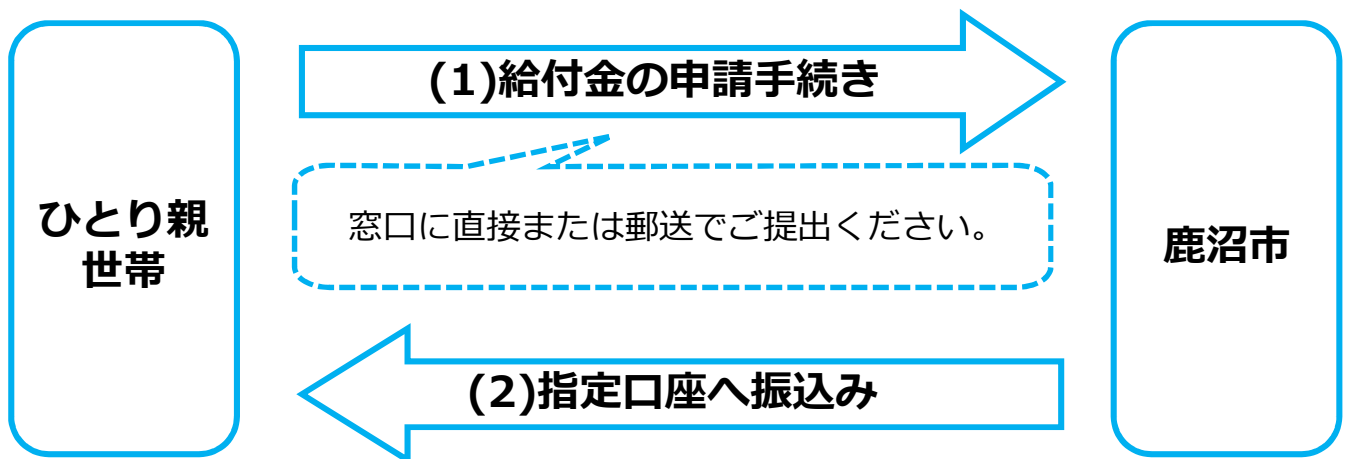 (1)給付金の申請手続き
窓口に直接または郵送でご提出ください。
ひとり親
世帯
鹿沼市
(2)指定口座へ振込み